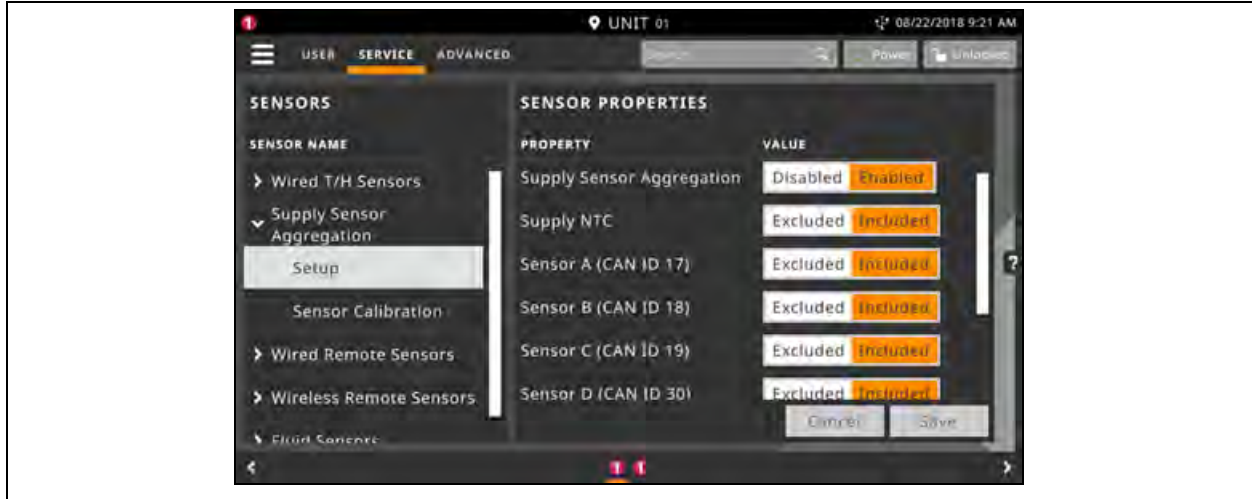 1 UNIT 01 08/22/2018 9:21 AM
USER SERVICE ADVANCED Search Power Unlocked
SENSORS
SENSOR NAME
Wired T/H Sensors
Supply Sensor
Aggregation
Setup
Sensor Calibration
Wired Remote Sensors
Wireless Remote Sensors
Fluid Sensors
SENSOR PROPERTIES
PROPERTY VALUE
Supply Sensor Aggregation Disabled Enabled
Supply NTC Excluded Included
Sensor A (CAN ID 17) Excluded Included
Sensor B (CAN ID 18) Excluded Included
Sensor C (CAN ID 19) Excluded Included
Sensor D (CAN ID 30) Excluded Included
Cancel Save
?
1 1